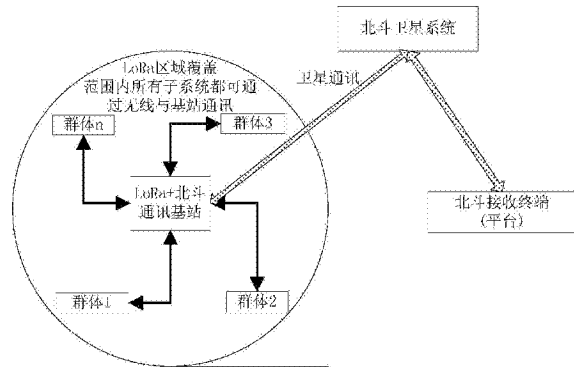 北斗卫星系统
LoRa区域覆盖
范围内所有子系统都可通
过无线与基站通讯
卫星通讯
群体n
群体3
LoRa+北斗
通讯基站
北斗接收终端
(平台)
群体1
群体2